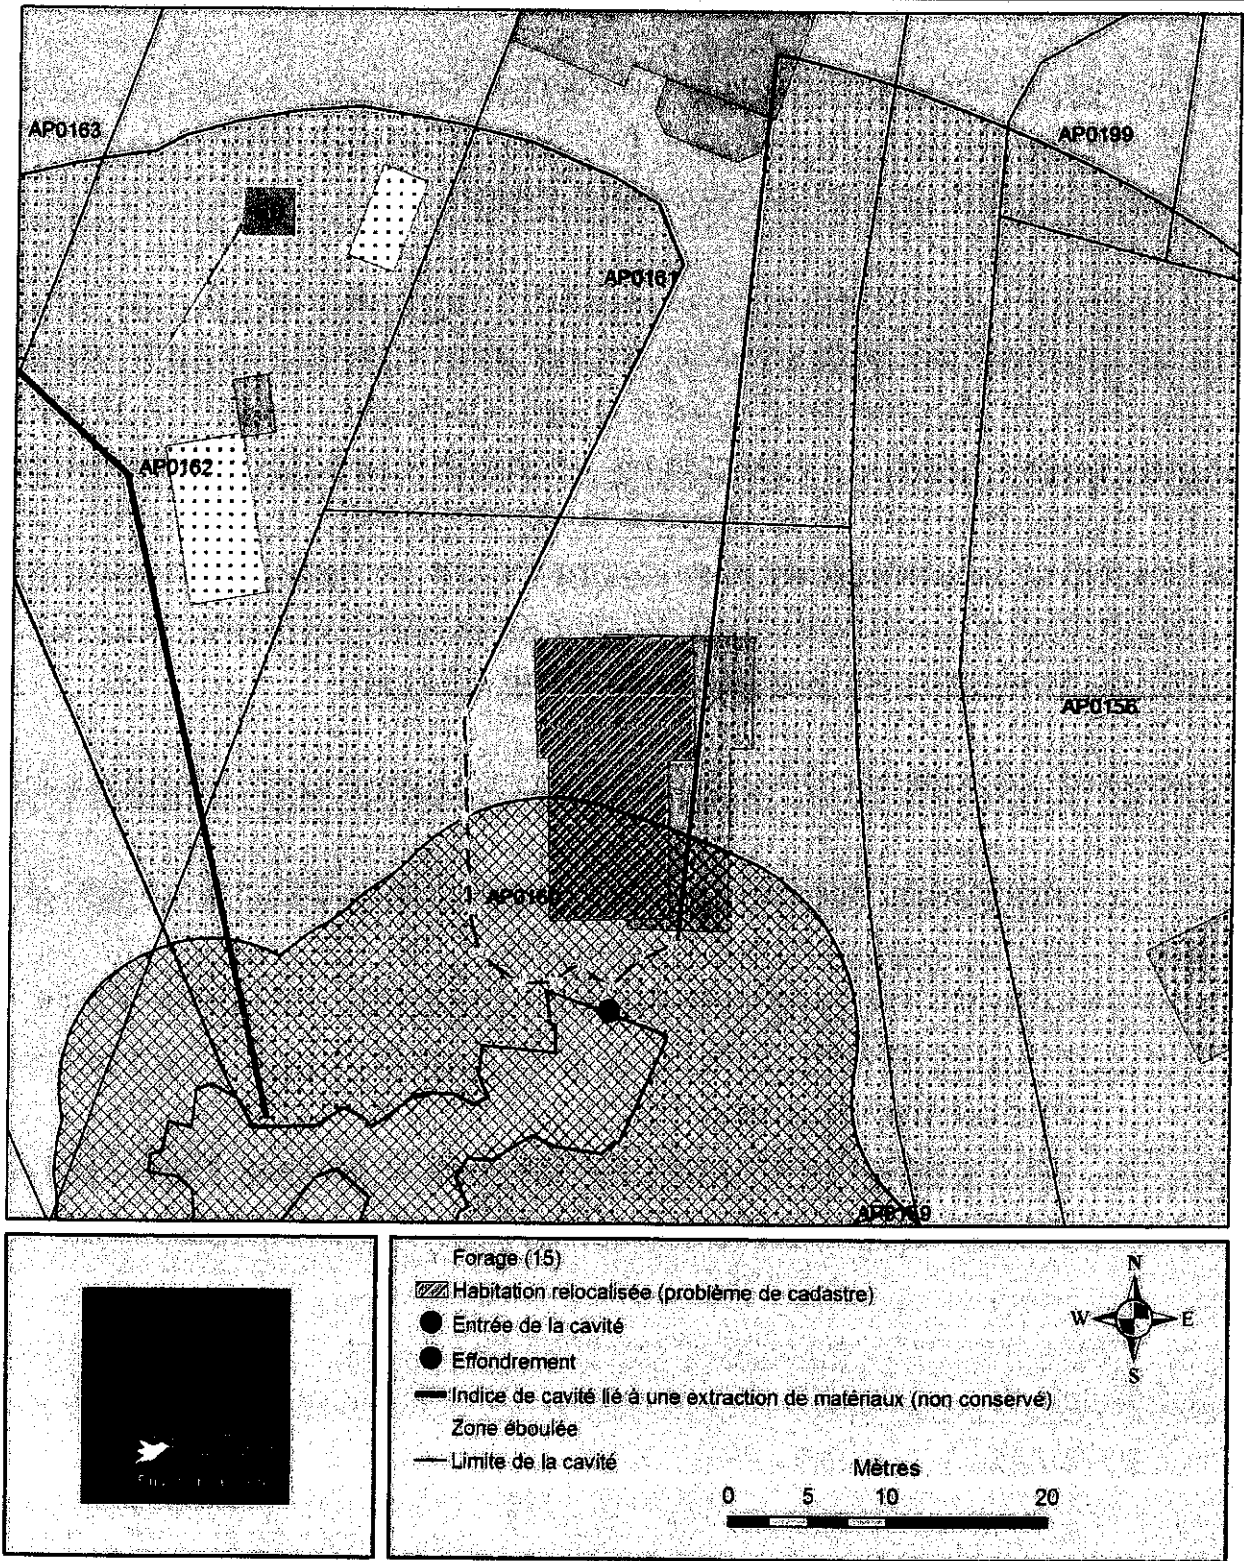 AP0163
AP0199
AP0161
AP0162
AP0156
AP0160
AP0159
Forage (15)
Habitation relocalisée (problème de cadastre)
Entrée de la cavité
Effondrement
Indice de cavité lié à une extraction de matériaux (non conservé)
Zone éboulée
Limite de la cavité
N
W
E
S
Mètres
0 5 10 20